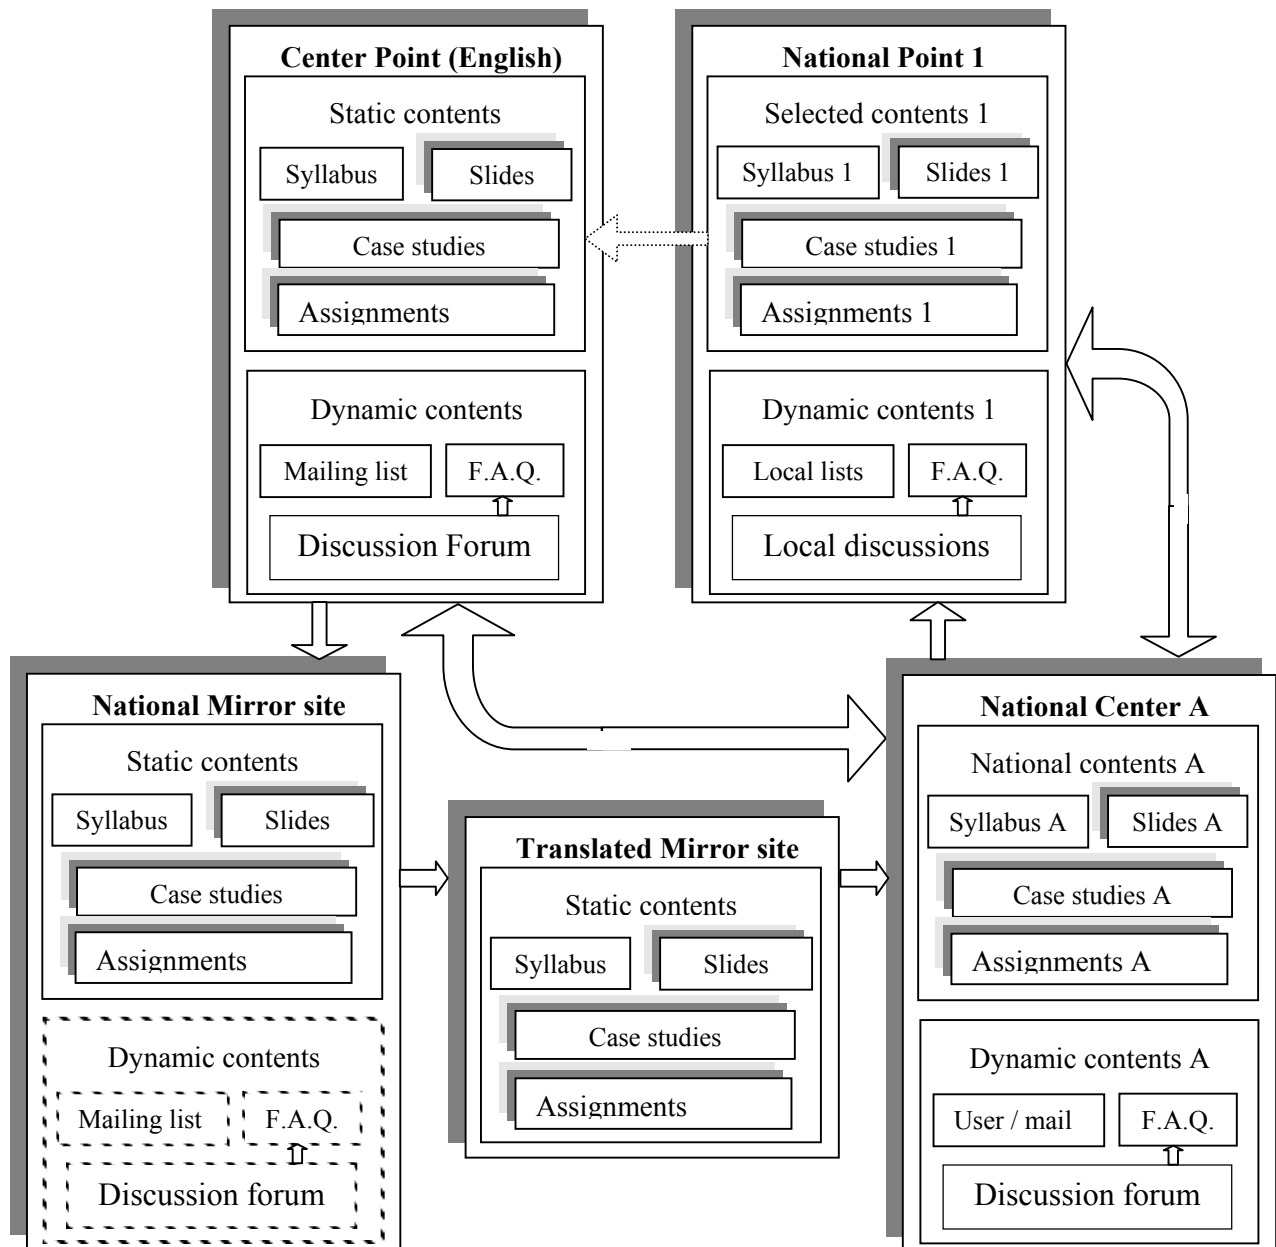 Center Point (English)
Static contents
Syllabus
Slides
Case studies
Assignments
Dynamic contents
Mailing list
F.A.Q.
Discussion Forum
National Point 1
Selected contents 1
Syllabus 1
Slides 1
Case studies 1
Assignments 1
Dynamic contents 1
Local lists
F.A.Q.
Local discussions
National Mirror site
Static contents
Syllabus
Slides
Case studies
Assignments
Dynamic contents
Mailing list
F.A.Q.
Discussion forum
Translated Mirror site
Static contents
Syllabus
Slides
Case studies
Assignments
National Center A
National contents A
Syllabus A
Slides A
Case studies A
Assignments A
Dynamic contents A
User / mail
F.A.Q.
Discussion forum